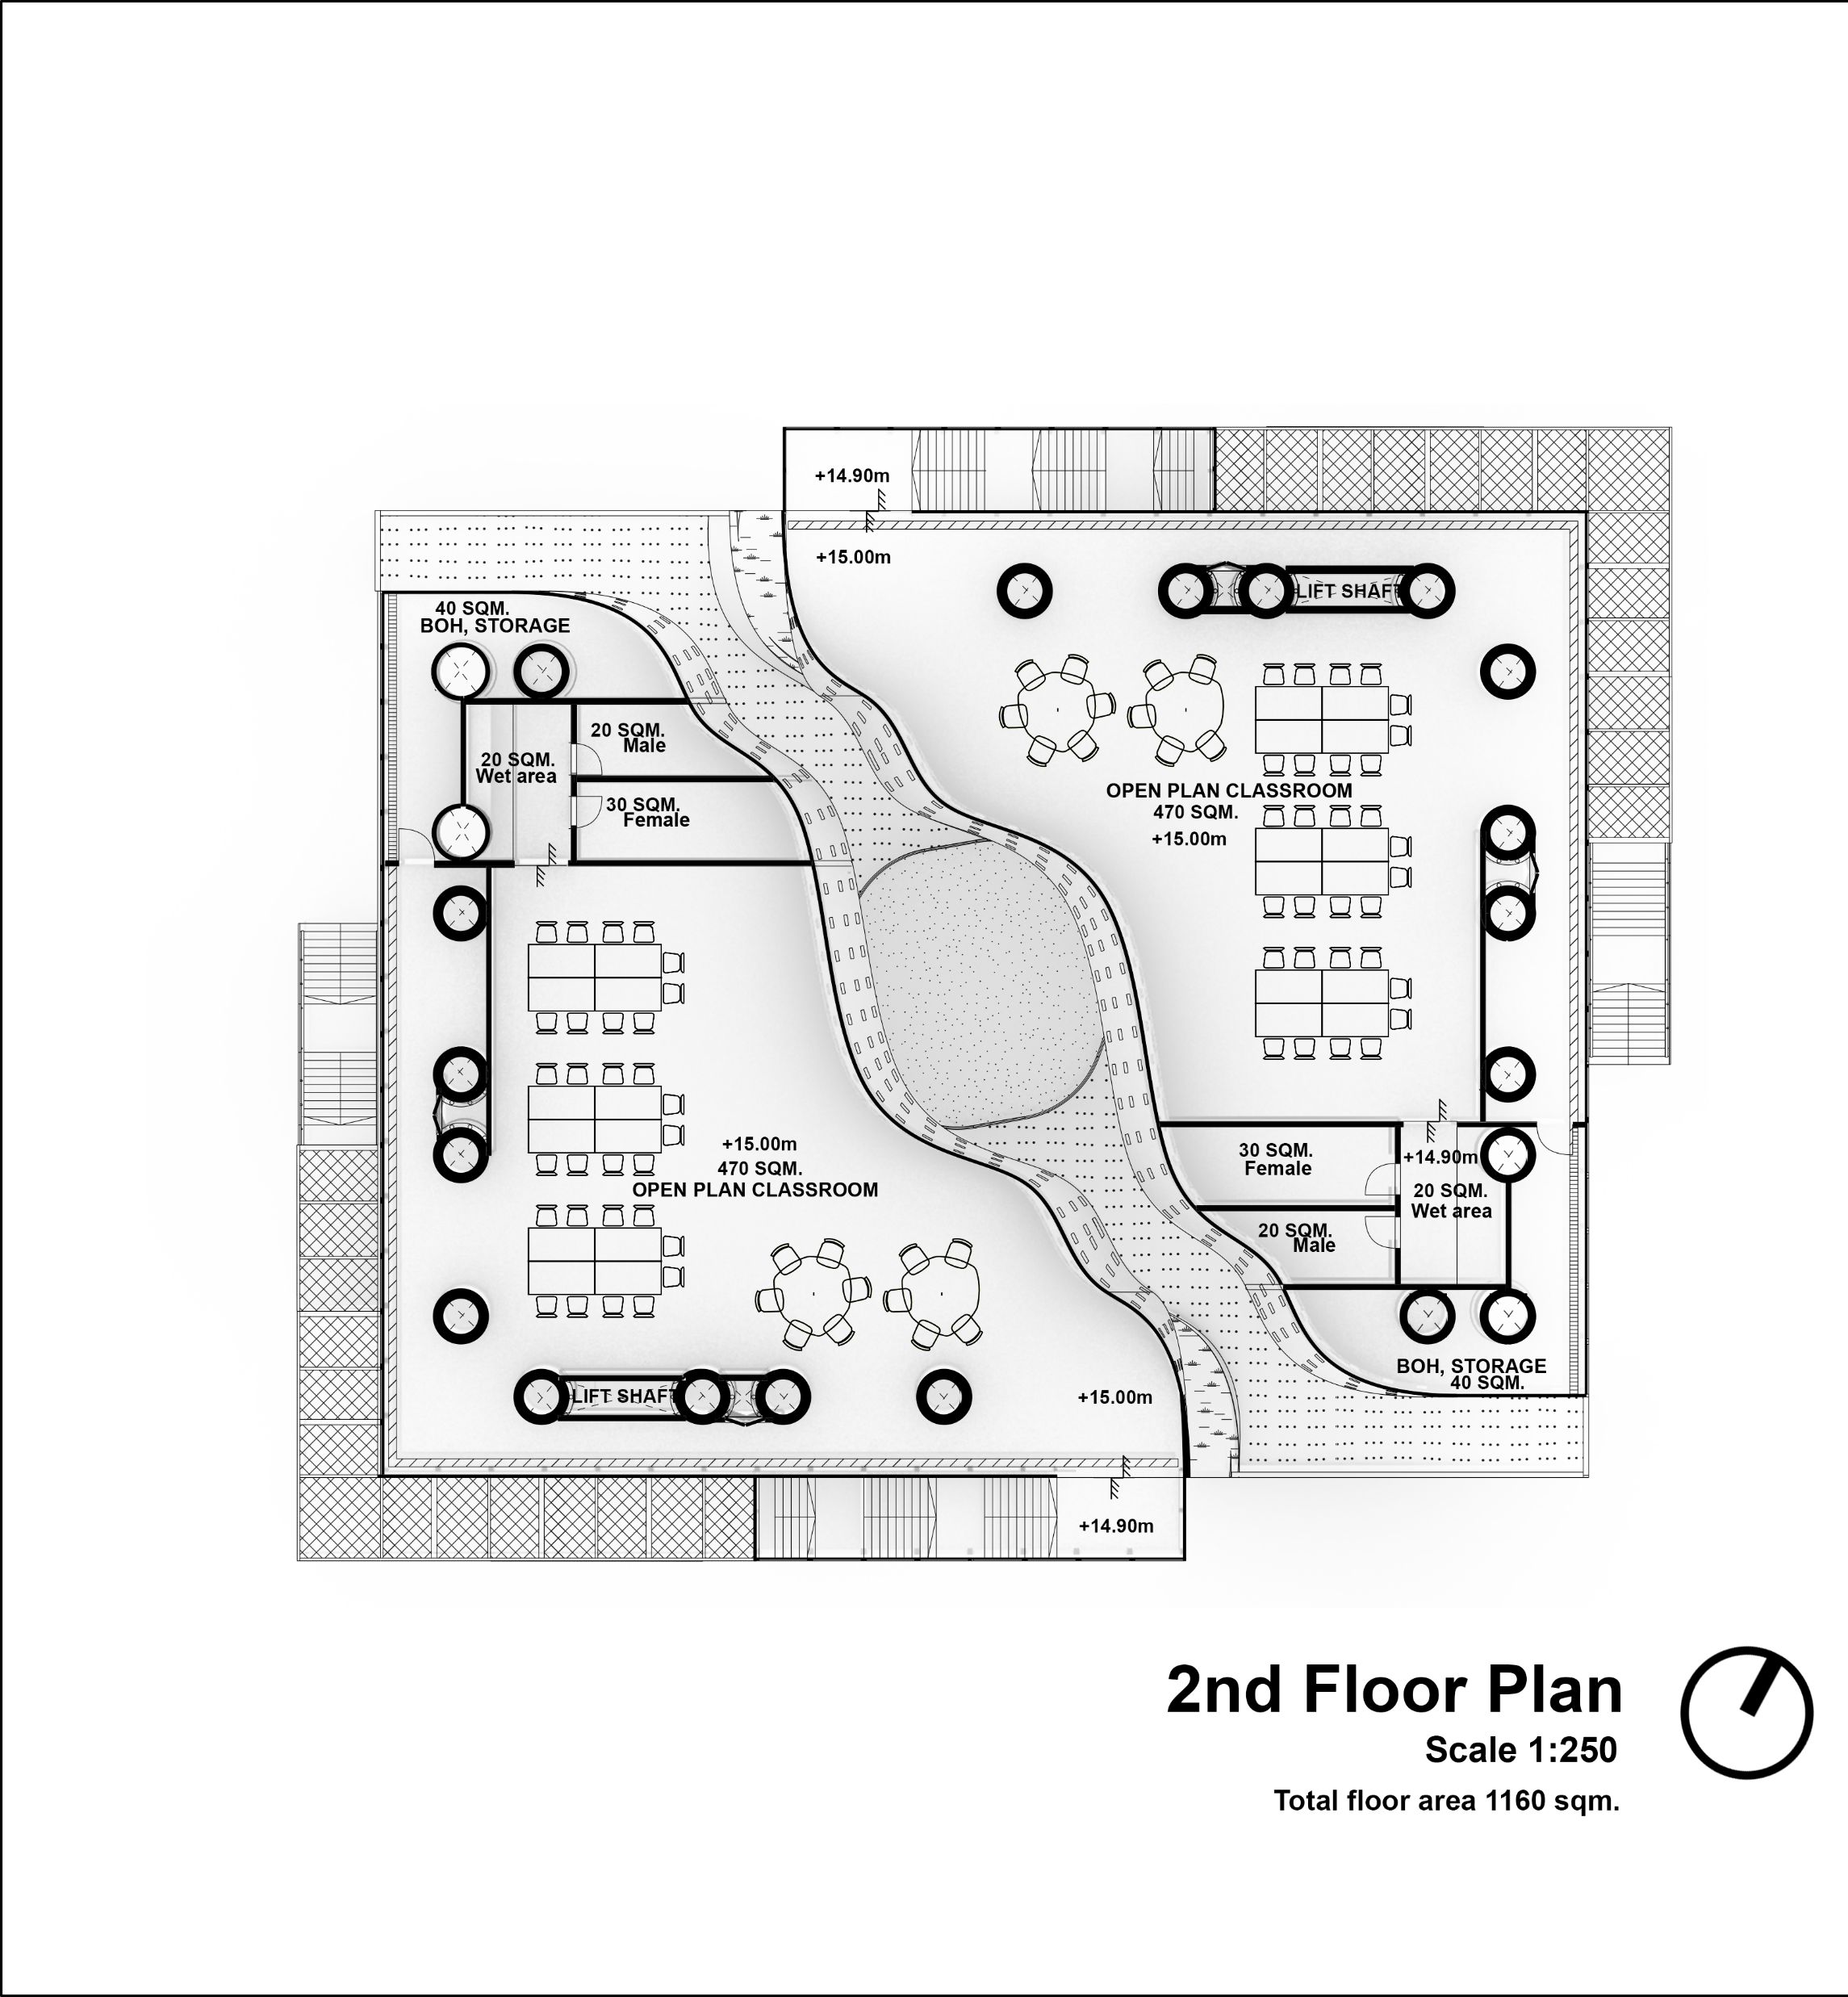 +14.90m
+15.00m
LIFT SHAFT
40 SQM.
BOH, STORAGE
20 SQM.
Male
20 SQM.
Wet area
30 SQM.
Female
OPEN PLAN CLASSROOM
470 SQM.
+15.00m
+15.00m
470 SQM.
OPEN PLAN CLASSROOM
30 SQM.
Female
+14.90m
20 SQM.
Wet area
20 SQM.
Male
BOH, STORAGE
40 SQM.
LIFT SHAFT
+15.00m
+14.90m
2nd Floor Plan
Scale 1:250
Total floor area 1160 sqm.